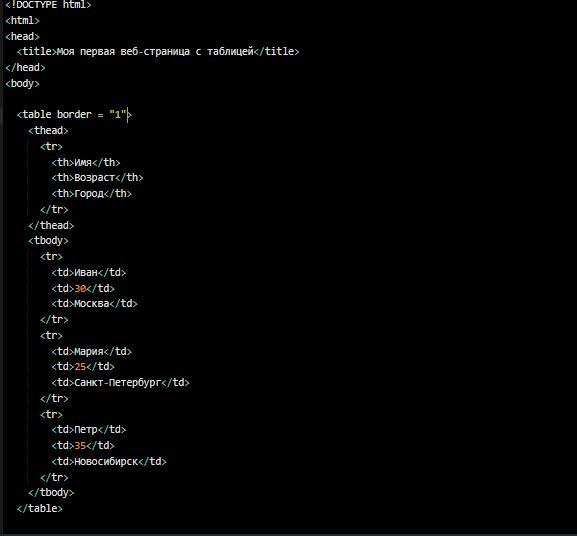 <!DOCTYPE html>
<html>
<head>
  <title>Моя первая веб-страница с таблицей</title>
</head>
<body>

  <table border = "1">
    <thead>
      <tr>
        <th>Имя</th>
        <th>Возраст</th>
        <th>Город</th>
      </tr>
    </thead>
    <tbody>
      <tr>
        <td>Иван</td>
        <td>30</td>
        <td>Москва</td>
      </tr>
      <tr>
        <td>Мария</td>
        <td>25</td>
        <td>Санкт-Петербург</td>
      </tr>
      <tr>
        <td>Петр</td>
        <td>35</td>
        <td>Новосибирск</td>
      </tr>
    </tbody>
  </table>